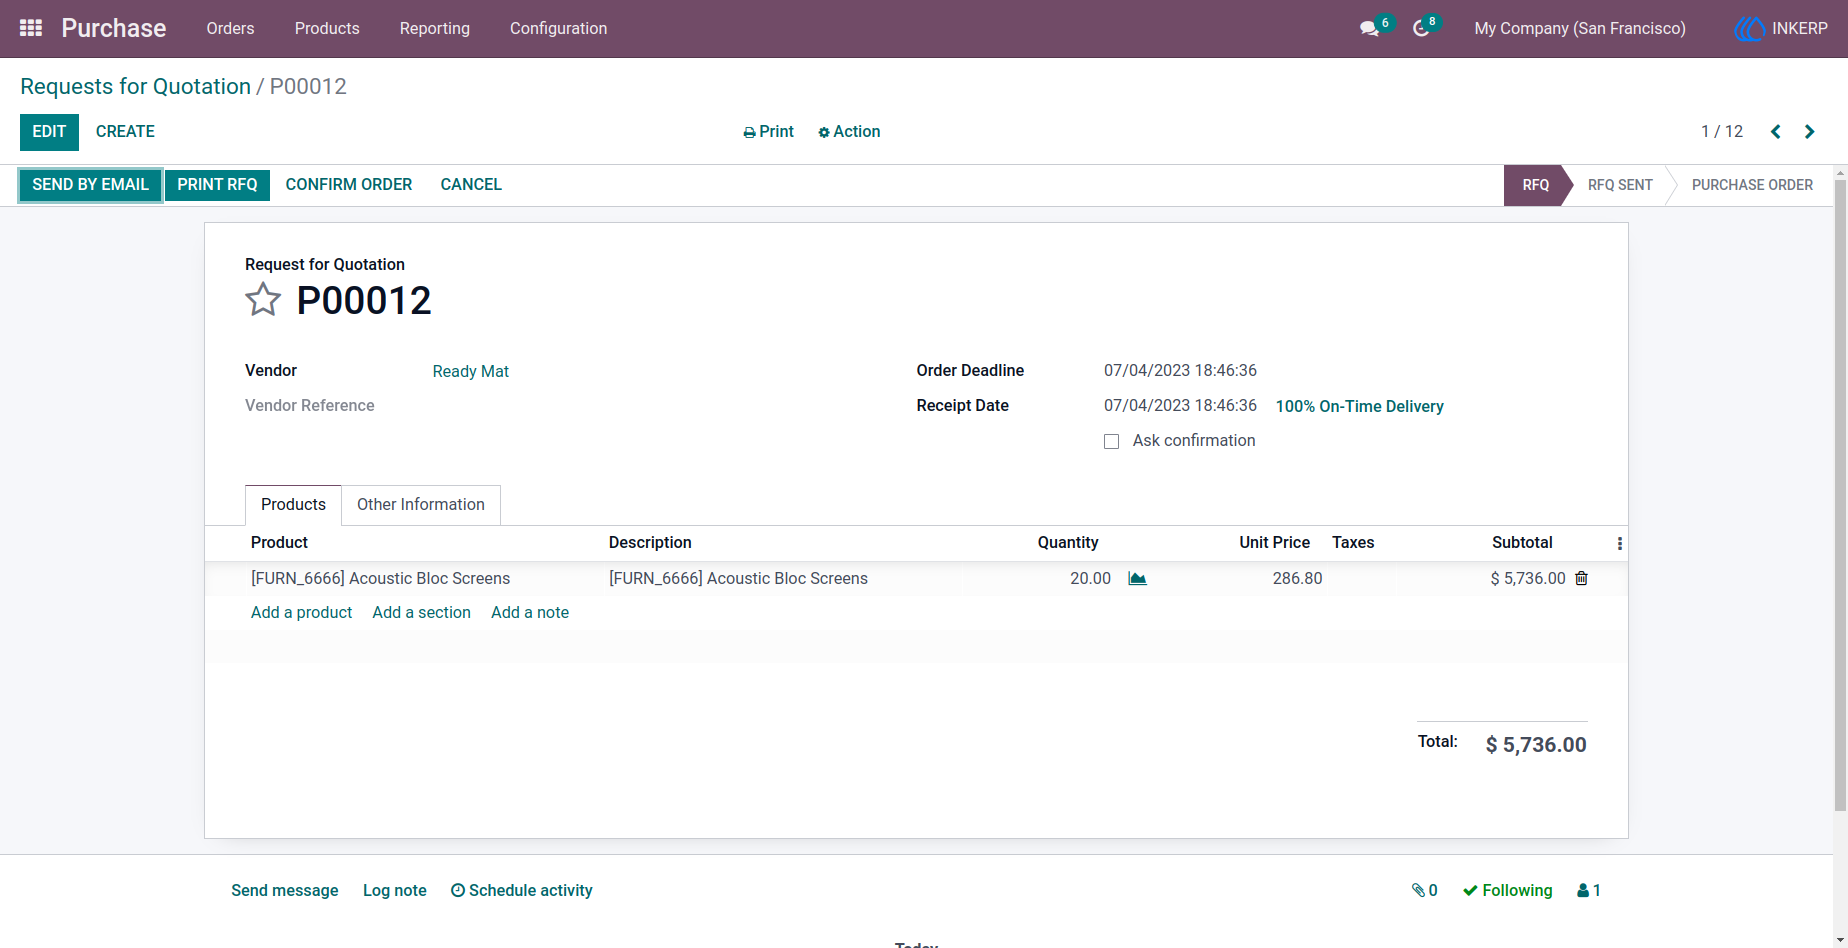 Purchase Orders Products Reporting Configuration 6 8 My Company (San Francisco) INKERP
Requests for Quotation / P00012
EDIT CREATE Print Action 1 / 12
SEND BY EMAIL PRINT RFQ CONFIRM ORDER CANCEL RFQ RFQ SENT PURCHASE ORDER
Request for Quotation
P00012
Vendor Ready Mat Order Deadline 07/04/2023 18:46:36
Vendor Reference Receipt Date 07/04/2023 18:46:36 100% On-Time Delivery
Ask confirmation
Products Other Information
Product Description Quantity Unit Price Taxes Subtotal
[FURN_6666] Acoustic Bloc Screens [FURN_6666] Acoustic Bloc Screens 20.00 286.80 $ 5,736.00
Add a product Add a section Add a note
Total: $ 5,736.00
Send message Log note Schedule activity 0 Following 1
Today